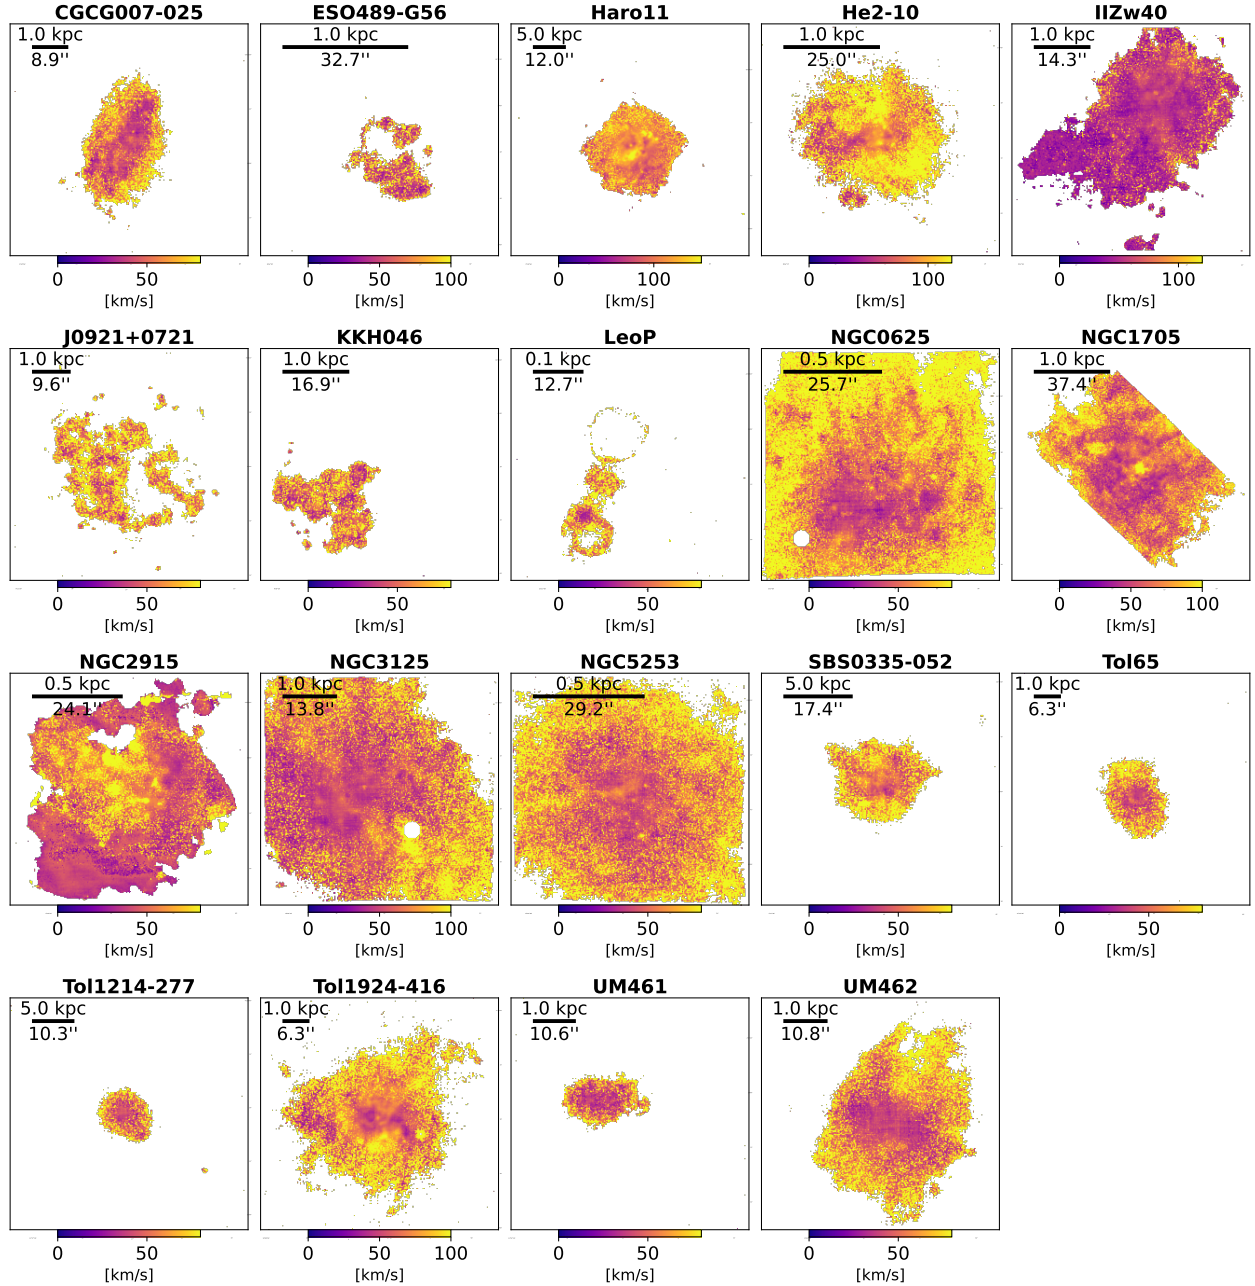 CGCG007-025 ESO489-G56 Haro11 He2-10 IIZw40
1.0 kpc 1.0 kpc 5.0 kpc 1.0 kpc 1.0 kpc
8.9'' 32.7'' 12.0'' 25.0'' 14.3''
0 50 0 50 100 0 100 0 100 0 100
[km/s] [km/s] [km/s] [km/s] [km/s]
J0921+0721 KKH046 LeoP NGC0625 NGC1705
1.0 kpc 1.0 kpc 0.1 kpc 0.5 kpc 1.0 kpc
9.6'' 16.9'' 12.7'' 25.7'' 37.4''
0 50 0 50 0 50 0 50 0 50 100
[km/s] [km/s] [km/s] [km/s] [km/s]
NGC2915 NGC3125 NGC5253 SBS0335-052 Tol65
0.5 kpc 1.0 kpc 0.5 kpc 5.0 kpc 1.0 kpc
24.1'' 13.8'' 29.2'' 17.4'' 6.3''
0 50 0 50 100 0 50 0 50 0 50
[km/s] [km/s] [km/s] [km/s] [km/s]
Tol1214-277 Tol1924-416 UM461 UM462
5.0 kpc 1.0 kpc 1.0 kpc 1.0 kpc
10.3'' 6.3'' 10.6'' 10.8''
0 50 0 50 100 0 50 0 50
[km/s] [km/s] [km/s] [km/s]